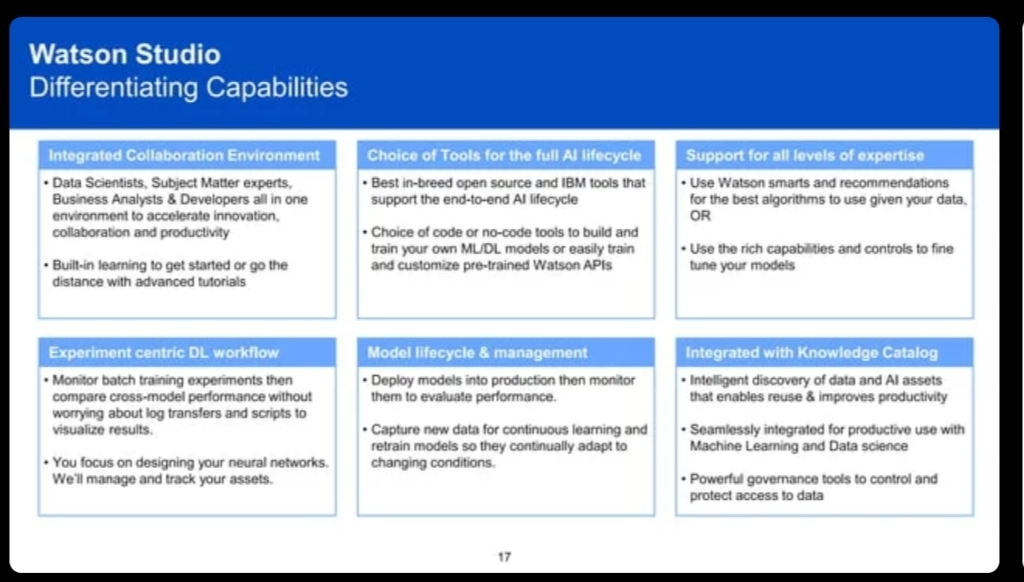 Watson Studio
Differentiating Capabilities
Integrated Collaboration Environment
• Data Scientists, Subject Matter experts,
Business Analysts & Developers all in one
environment to accelerate innovation,
collaboration and productivity
• Built-in learning to get started or go the
distance with advanced tutorials
Choice of Tools for the full AI lifecycle
• Best in-breed open source and IBM tools that
support the end-to-end AI lifecycle
• Choice of code or no-code tools to build and
train your own ML/DL models or easily train
and customize pre-trained Watson APIs
Support for all levels of expertise
• Use Watson smarts and recommendations
for the best algorithms to use given your data,
OR
• Use the rich capabilities and controls to fine
tune your models
Experiment centric DL workflow
• Monitor batch training experiments then
compare cross-model performance without
worrying about log transfers and scripts to
visualize results.
• You focus on designing your neural networks.
We'll manage and track your assets.
Model lifecycle & management
• Deploy models into production then monitor
them to evaluate performance.
• Capture new data for continuous learning and
retrain models so they continually adapt to
changing conditions.
Integrated with Knowledge Catalog
• Intelligent discovery of data and AI assets
that enables reuse & improves productivity
• Seamlessly integrated for productive use with
Machine Learning and Data science
• Powerful governance tools to control and
protect access to data
17